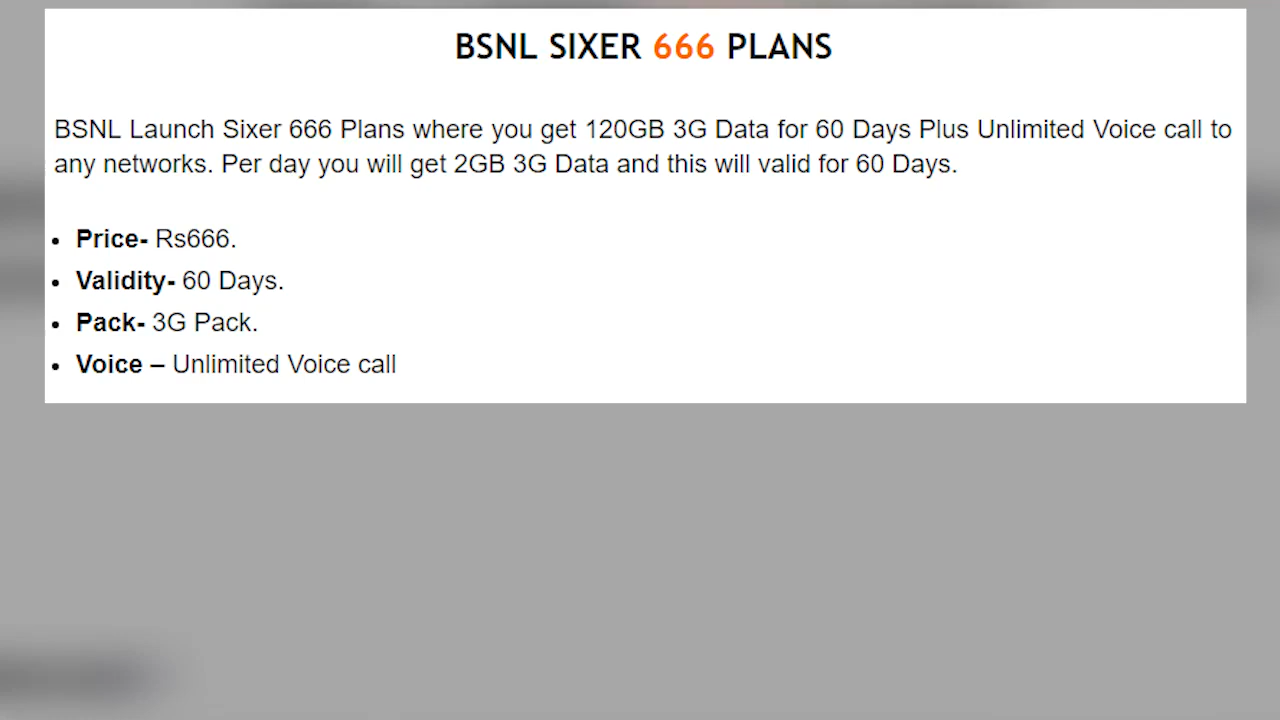 BSNL SIXER 666 PLANS
BSNL Launch Sixer 666 Plans where you get 120GB 3G Data for 60 Days Plus Unlimited Voice call to
any networks. Per day you will get 2GB 3G Data and this will valid for 60 Days.
• Price- Rs666.
• Validity- 60 Days.
• Pack- 3G Pack.
• Voice – Unlimited Voice call